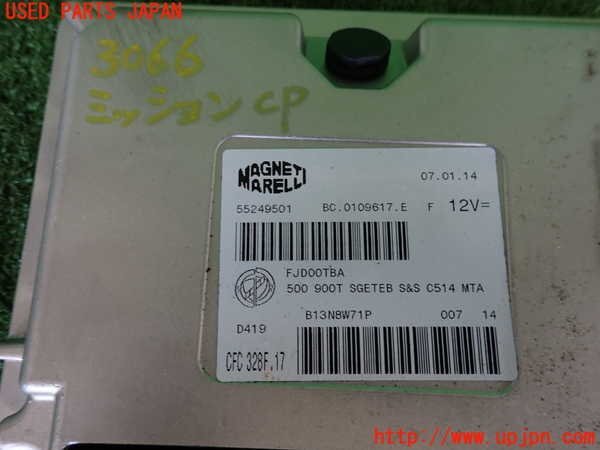 USED PARTS JAPAN
3066
ミッションCP
MAGNETI
MARELLI
07.01.14
55249501 BC.0109617.E F 12V=
FJD00TBA
500 900T SGETEB S&S C514 MTA
B13N8W71P 007 14
D419
CFC 328F.17
http://www.upjpn.com/